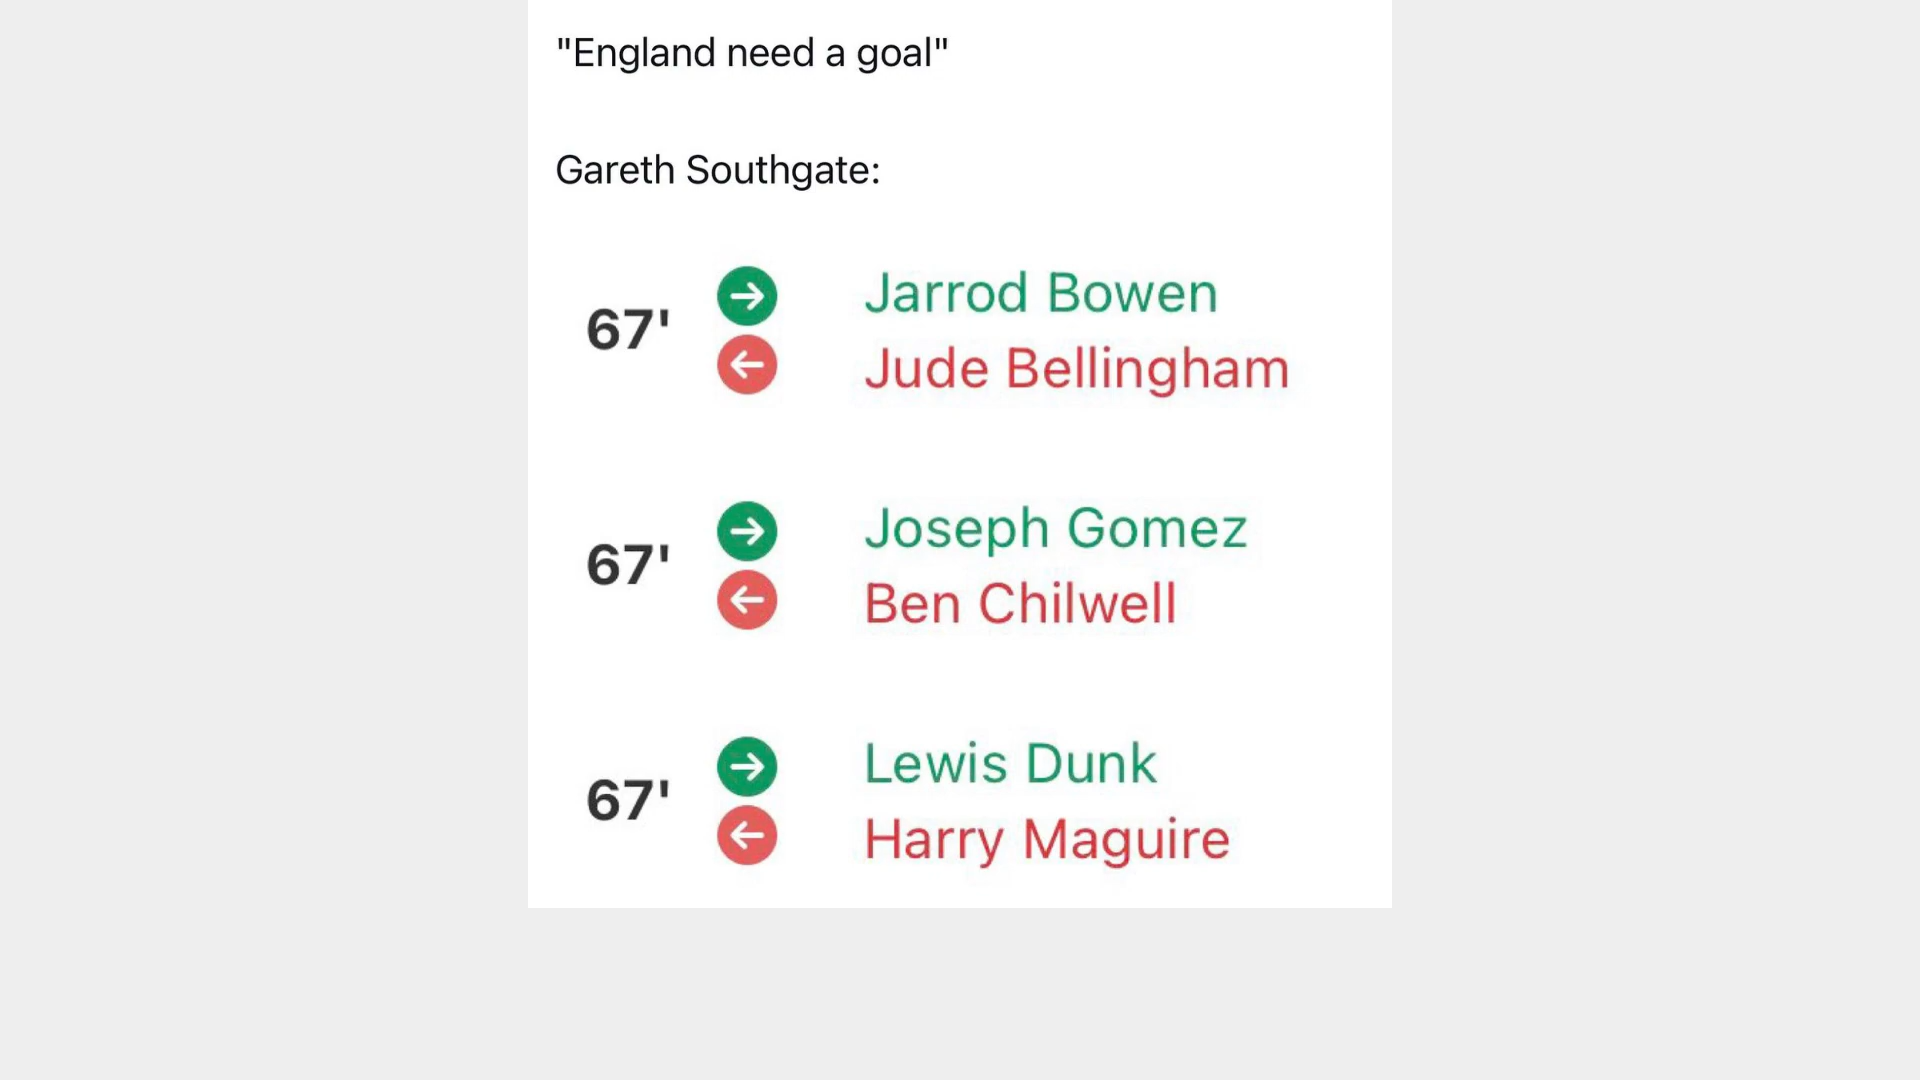 "England need a goal"
Gareth Southgate:
67'
Jarrod Bowen
Jude Bellingham
67'
Joseph Gomez
Ben Chilwell
67'
Lewis Dunk
Harry Maguire